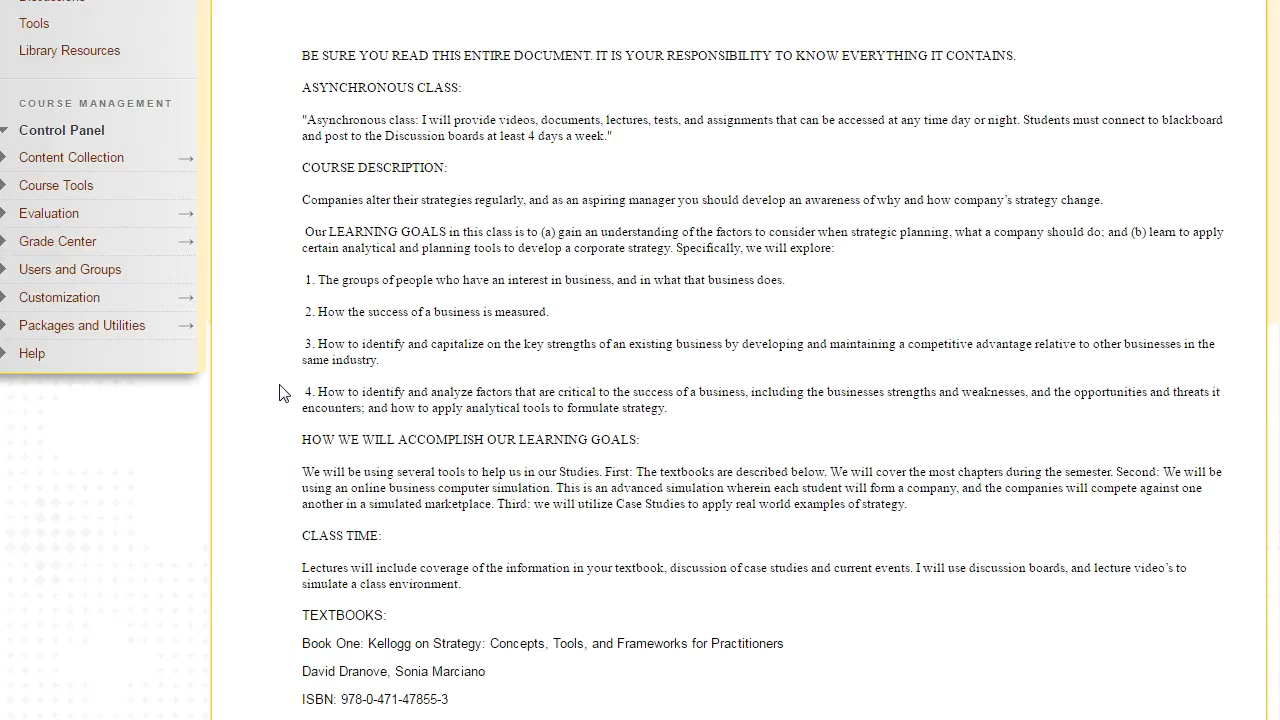 Tools
Library Resources
COURSE MANAGEMENT
Control Panel
Content Collection
Course Tools
Evaluation
Grade Center
Users and Groups
Customization
Packages and Utilities
Help
BE SURE YOU READ THIS ENTIRE DOCUMENT. IT IS YOUR RESPONSIBILITY TO KNOW EVERYTHING IT CONTAINS.
ASYNCHRONOUS CLASS:
"Asynchronous class: I will provide videos, documents, lectures, tests, and assignments that can be accessed at any time day or night. Students must connect to blackboard
and post to the Discussion boards at least 4 days a week."
COURSE DESCRIPTION:
Companies alter their strategies regularly, and as an aspiring manager you should develop an awareness of why and how company's strategy change.
Our LEARNING GOALS in this class is to (a) gain an understanding of the factors to consider when strategic planning, what a company should do; and (b) learn to apply
certain analytical and planning tools to develop a corporate strategy. Specifically, we will explore:
1. The groups of people who have an interest in business, and in what that business does.
2. How the success of a business is measured.
3. How to identify and capitalize on the key strengths of an existing business by developing and maintaining a competitive advantage relative to other businesses in the
same industry.
4. How to identify and analyze factors that are critical to the success of a business, including the businesses strengths and weaknesses, and the opportunities and threats it
encounters; and how to apply analytical tools to formulate strategy.
HOW WE WILL ACCOMPLISH OUR LEARNING GOALS:
We will be using several tools to help us in our Studies. First: The textbooks are described below. We will cover the most chapters during the semester. Second: We will be
using an online business computer simulation. This is an advanced simulation wherein each student will form a company, and the companies will compete against one
another in a simulated marketplace. Third: we will utilize Case Studies to apply real world examples of strategy.
CLASS TIME:
Lectures will include coverage of the information in your textbook, discussion of case studies and current events. I will use discussion boards, and lecture video's to
simulate a class environment.
TEXTBOOKS:
Book One: Kellogg on Strategy: Concepts, Tools, and Frameworks for Practitioners
David Dranove, Sonia Marciano
ISBN: 978-0-471-47855-3